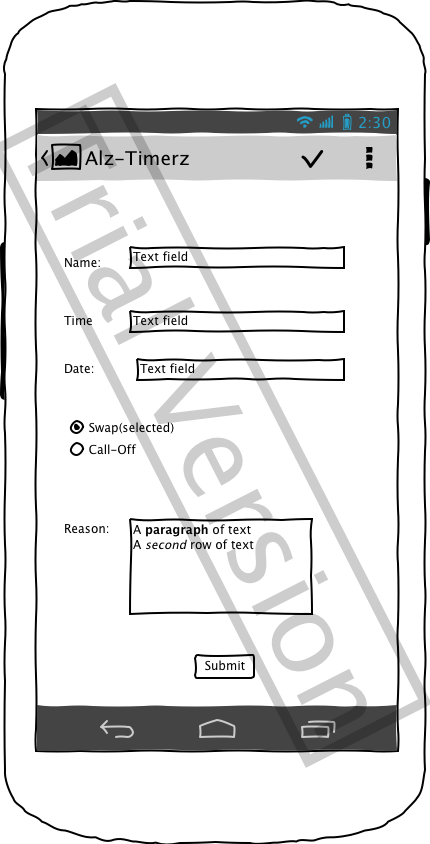 2:30
Alz-Timerz
Name: Text field
Time Text field
Date: Text field
Swap(selected)
Call-Off
Reason: A paragraph of text
A second row of text
Submit
Trial Version